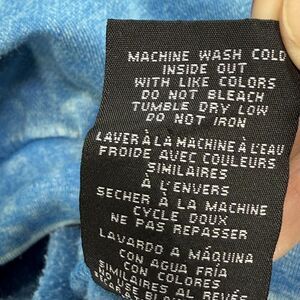 MACHINE WASH COLD
INSIDE OUT
WITH LIKE COLORS
DO NOT BLEACH
TUMBLE DRY LOW
DO NOT IRON
LAVER À LA MACHINE À L'EAU
FROIDE AVEC COULEURS
SIMILAIRES
À L'ENVERS
SECHER À LA MACHINE
CYCLE DOUX
NE PAS REPASSER
LAVARDO A MÁQUINA
CON AGUA FRÍA
CON COLORES
SIMILAIRES AL REVÉS